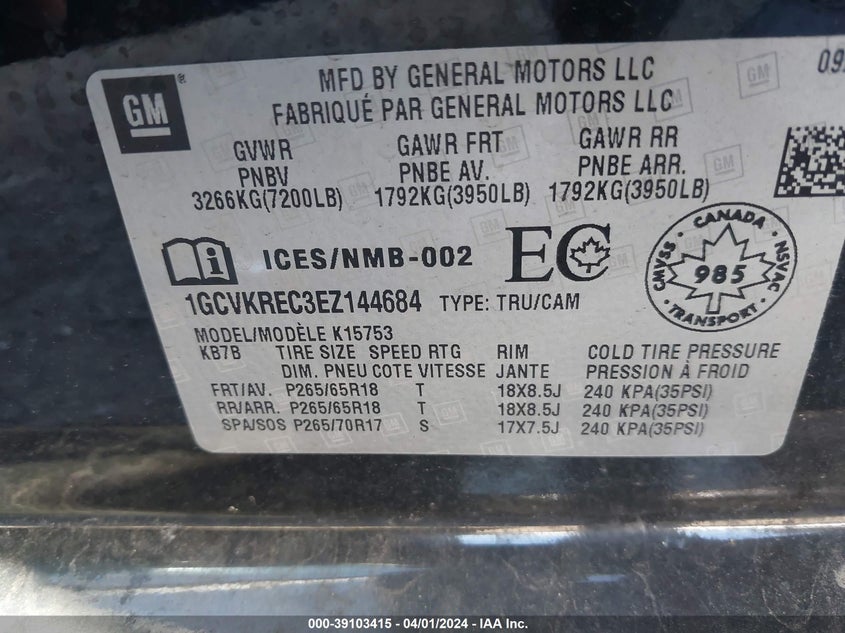 MFD BY GENERAL MOTORS LLC
FABRIQUÉ PAR GENERAL MOTORS LLC
GM
GVWR GAWR FRT GAWR RR
PNBV PNBE AV. PNBE ARR.
3266KG(7200LB) 1792KG(3950LB) 1792KG(3950LB)
ICES/NMB-002 EC
CANADA
CMVSS 985 NSVAC
TRANSPORT
1GCVKREC3EZ144684 TYPE: TRU/CAM
MODEL/MODÈLE K15753
KB7B TIRE SIZE SPEED RTG RIM COLD TIRE PRESSURE
DIM. PNEU COTE VITESSE JANTE PRESSION À FROID
FRT/AV. P265/65R18 T 18X8.5J 240 KPA(35PSI)
RR/ARR. P265/65R18 T 18X8.5J 240 KPA(35PSI)
SPA/SOS P265/70R17 S 17X7.5J 240 KPA(35PSI)
000-39103415 - 04/01/2024 - IAA Inc.